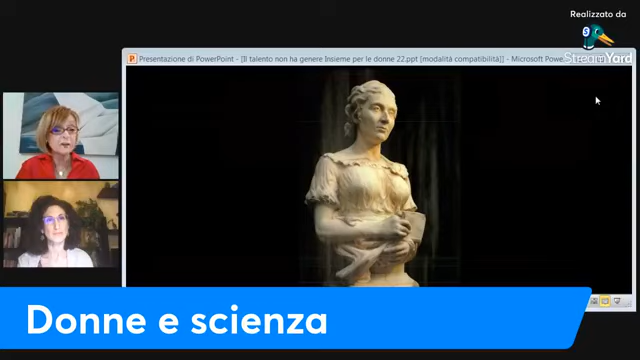 Realizzato da
StreamYard
Presentazione di PowerPoint - [Il talento non ha genere Insieme per le donne 22.ppt [modalità compatibilità]] - Microsoft Powe
Donne e scienza